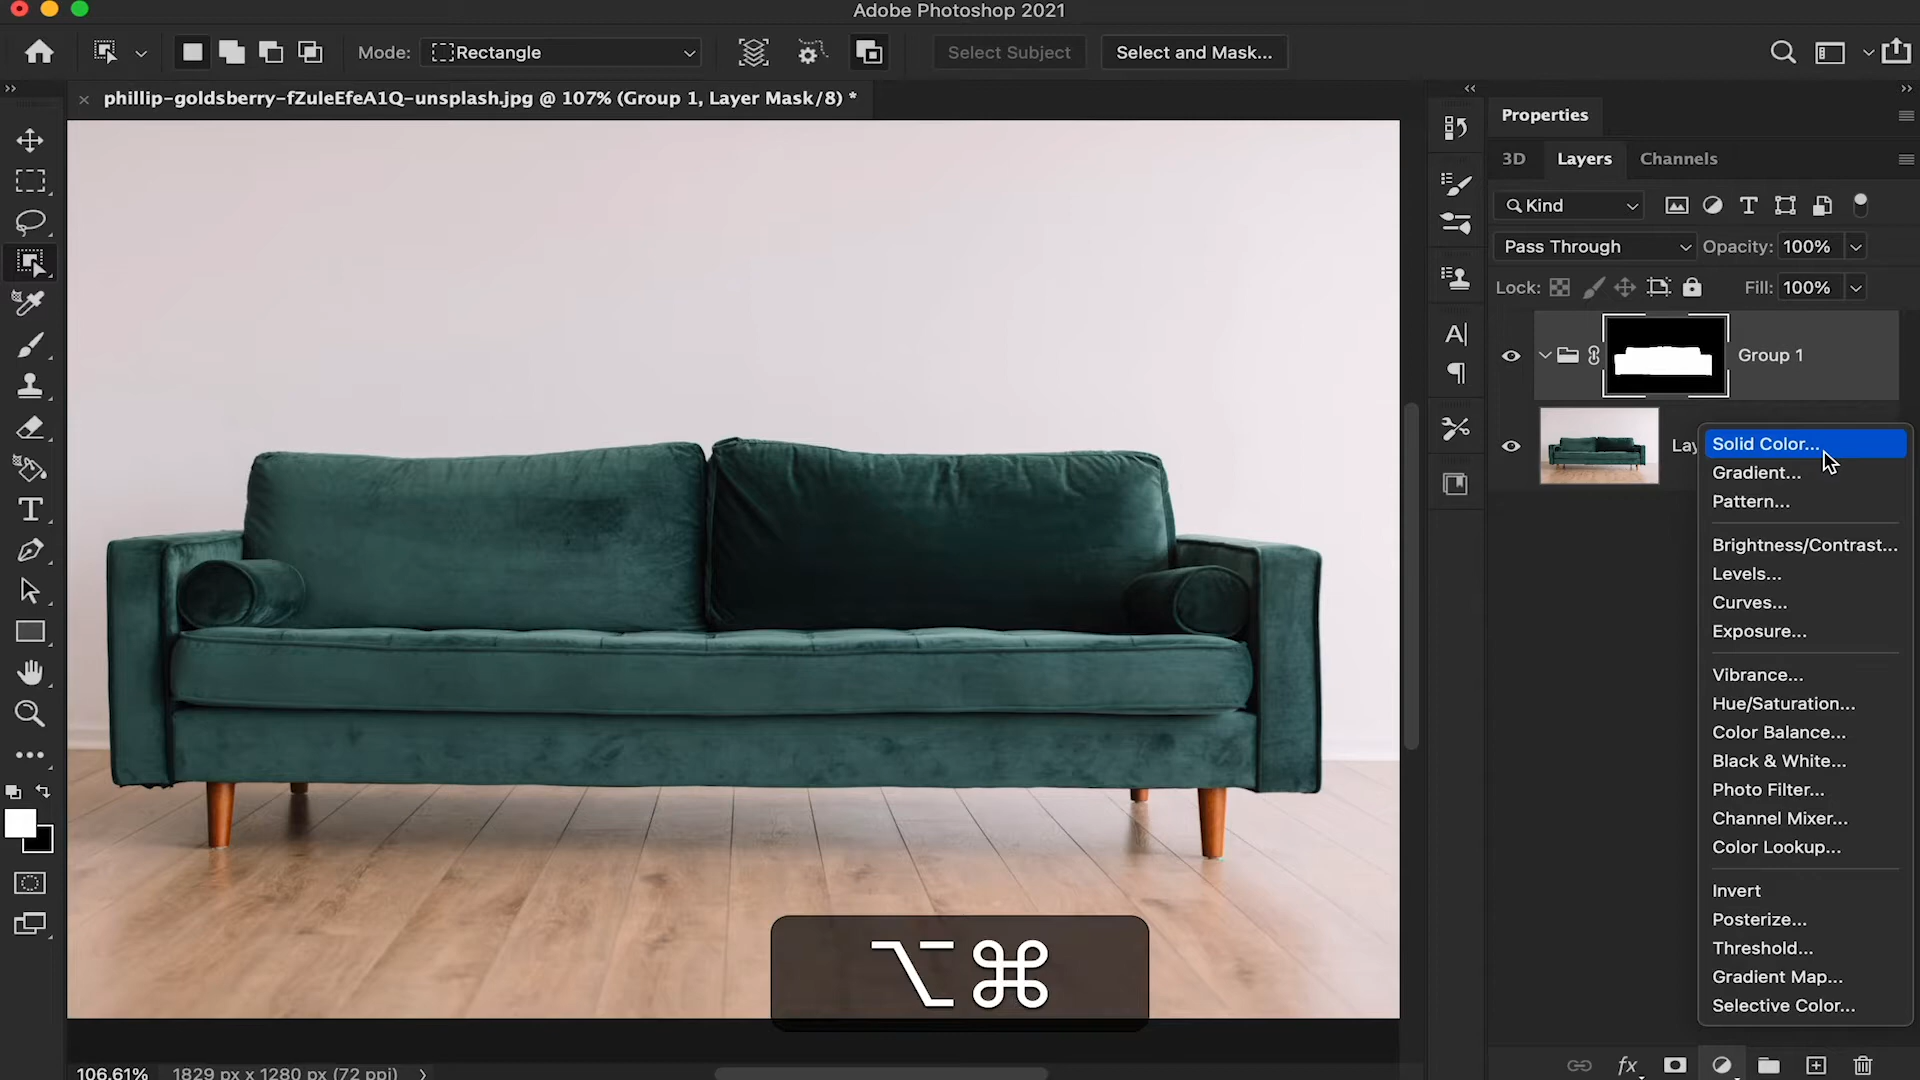 Adobe Photoshop 2021
Mode: Rectangle
Select Subject
Select and Mask...
phillip-goldsberry-fZuleEfeA1Q-unsplash.jpg @ 107% (Group 1, Layer Mask/8) *
Properties
3D Layers Channels
Kind
Pass Through Opacity: 100%
Lock: Fill: 100%
Group 1
Lay
Solid Color...
Gradient...
Pattern...
Brightness/Contrast...
Levels...
Curves...
Exposure...
Vibrance...
Hue/Saturation...
Color Balance...
Black & White...
Photo Filter...
Channel Mixer...
Color Lookup...
Invert
Posterize...
Threshold...
Gradient Map...
Selective Color...
⌥⌘
fx
106.61% 1829 px x 1280 px (72 ppi)